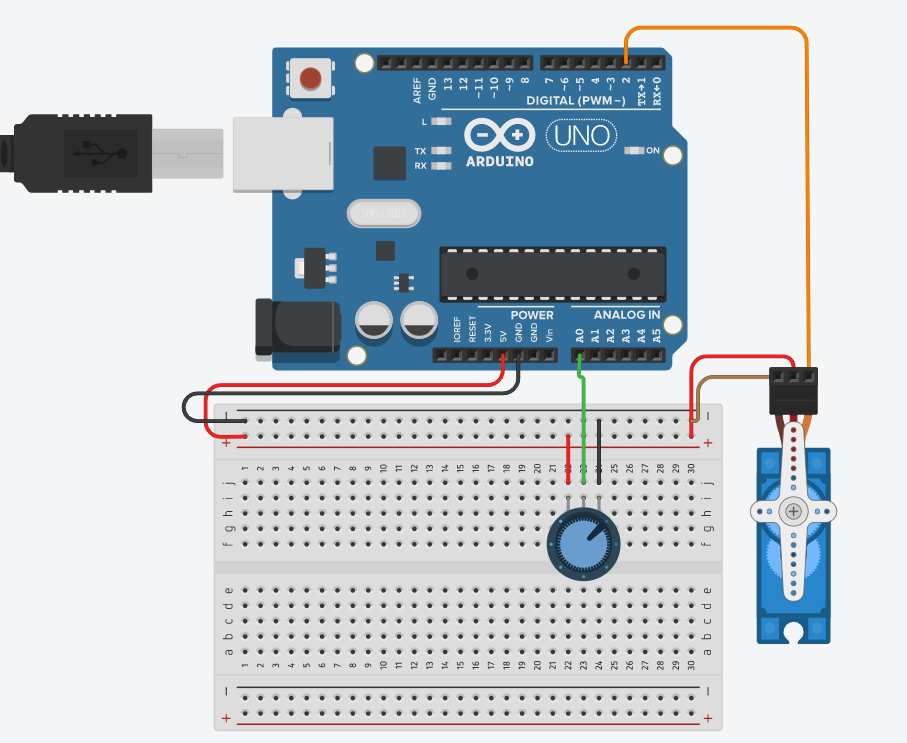 AREF GND 13 12 ~11 ~10 ~9 8 7 ~6 ~5 4 ~3 2 TX→1 RX←0
DIGITAL (PWM~)
L
TX
RX
ARDUINO
UNO
ON
POWER
ANALOG IN
IOREF RESET 3.3V 5V GND GND Vin A0 A1 A2 A3 A4 A5
- -
+ +
1 2 3 4 5 6 7 8 9 10 11 12 13 14 15 16 17 18 19 20 21 22 23 24 25 26 27 28 29 30
j j
i i
h h
g g
f f
e e
d d
c c
b b
a a
1 2 3 4 5 6 7 8 9 10 11 12 13 14 15 16 17 18 19 20 21 22 23 24 25 26 27 28 29 30
- -
+ +